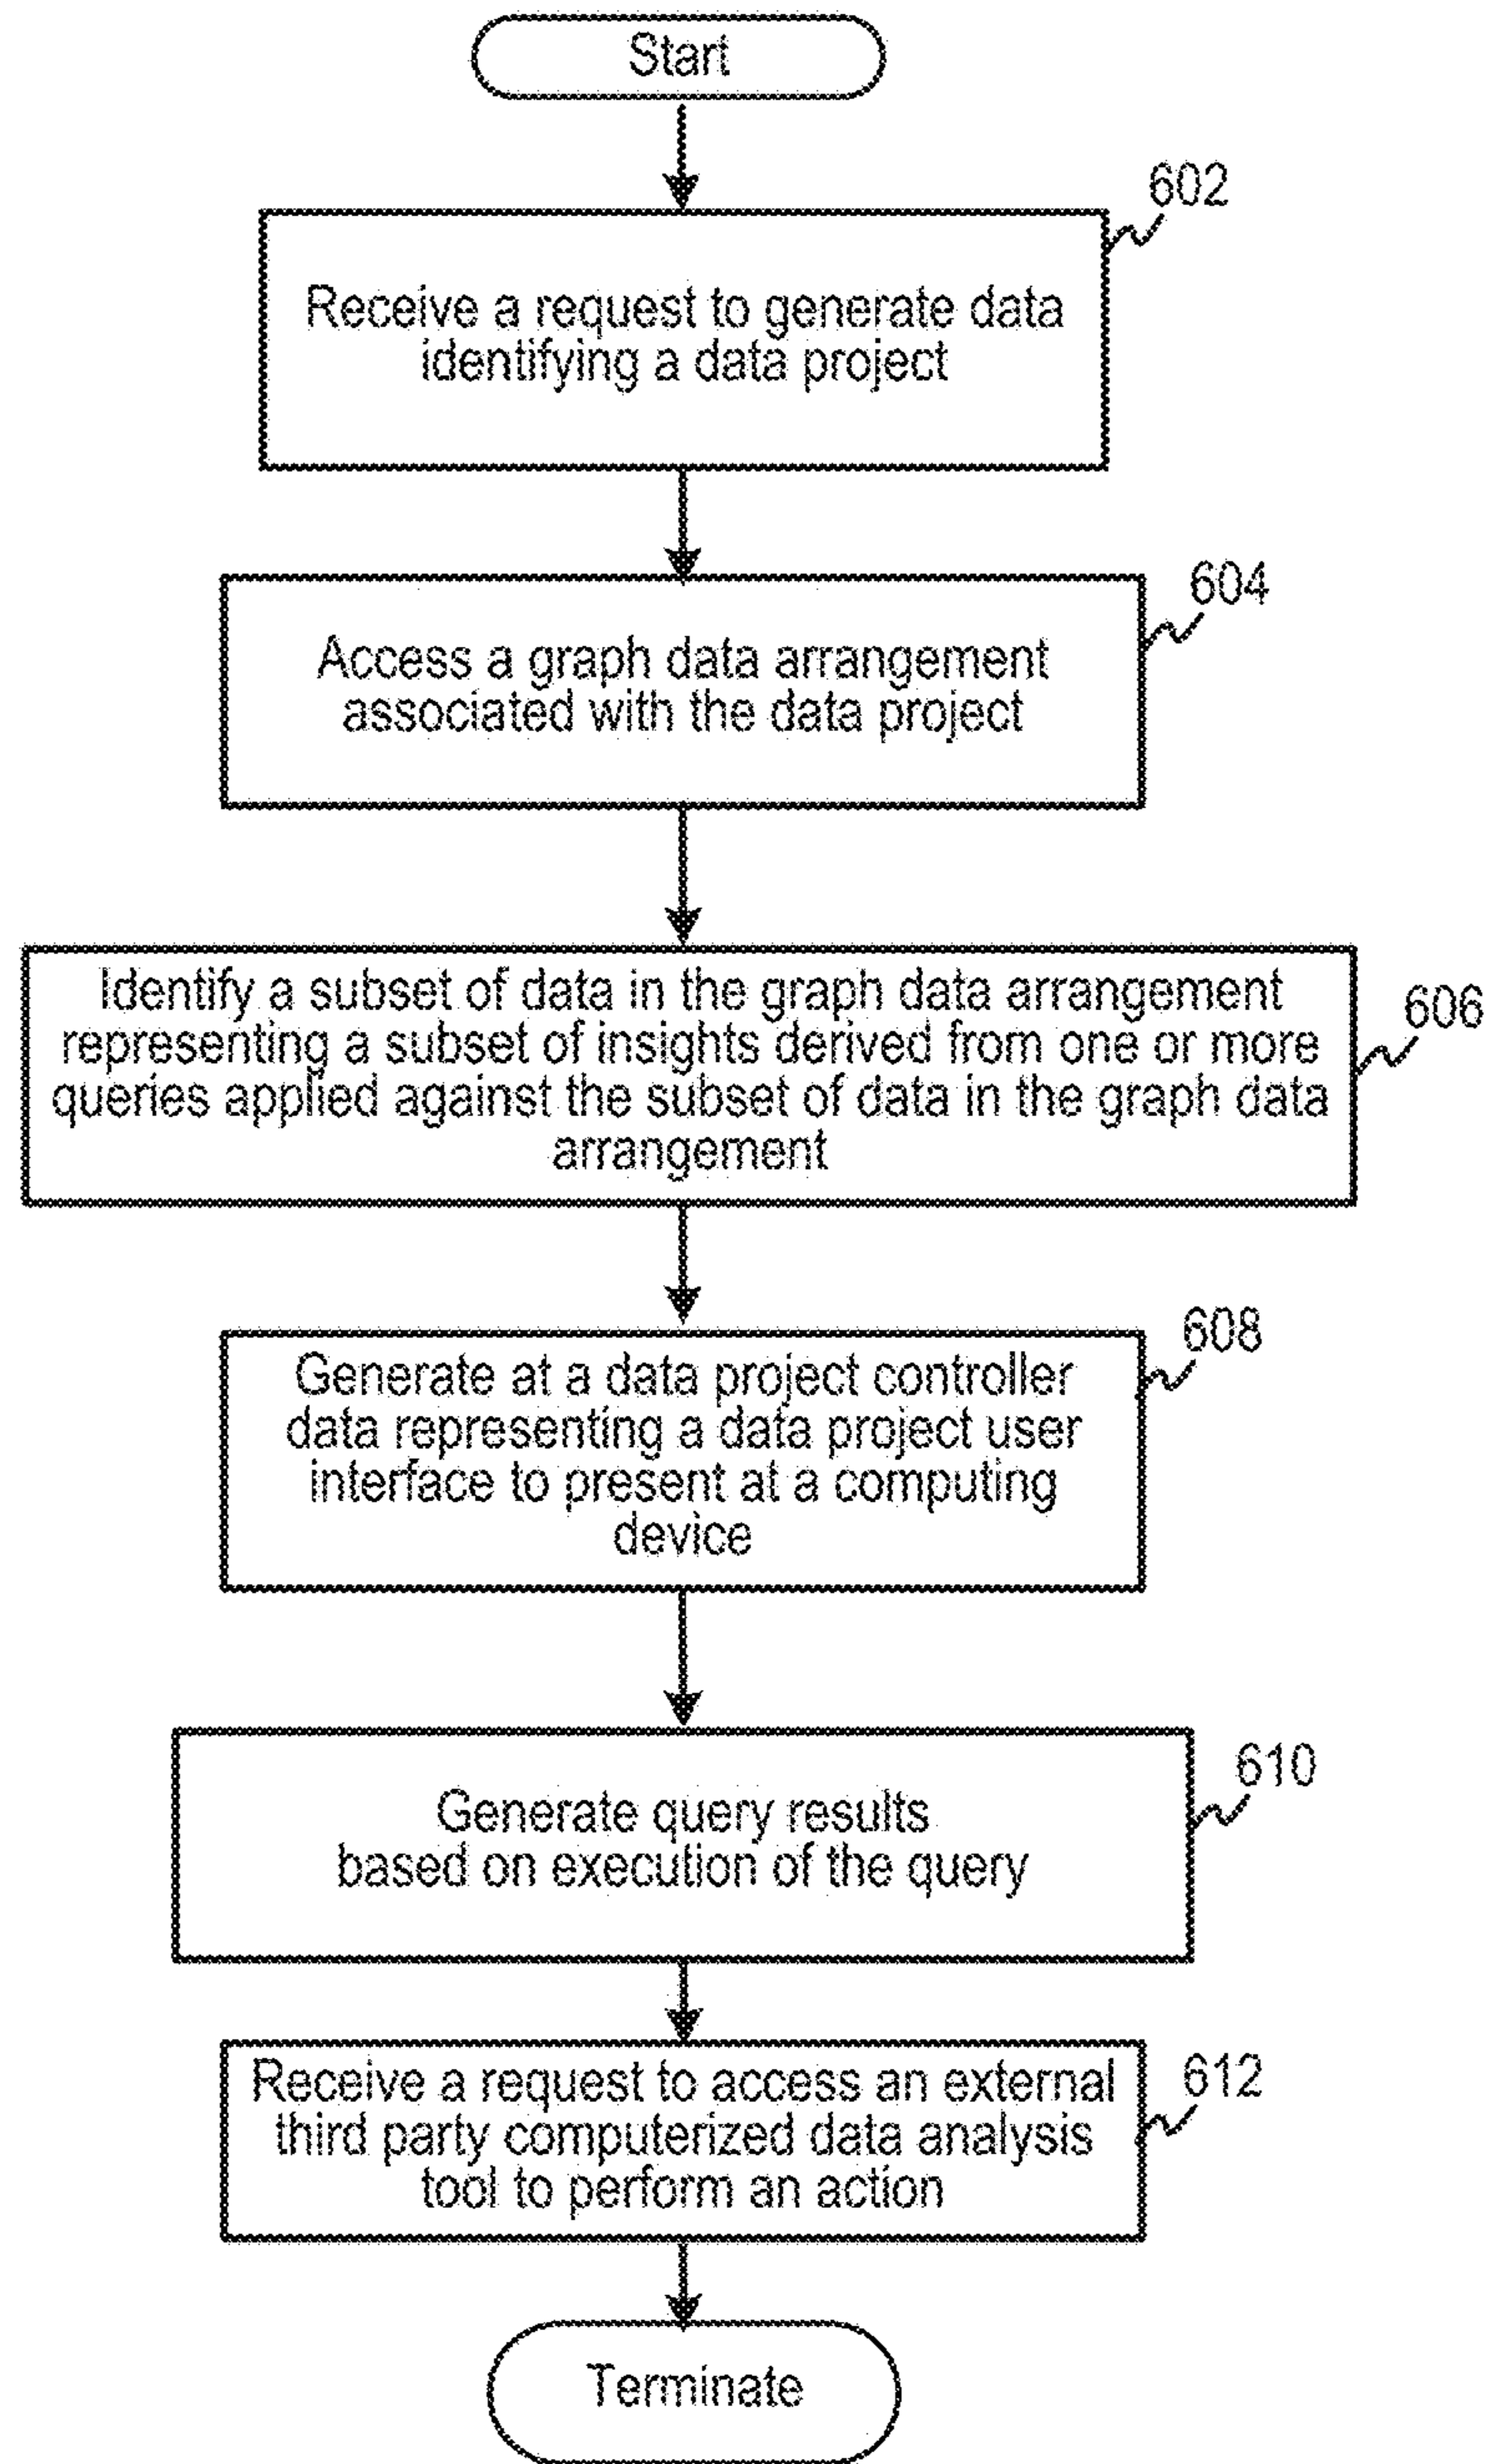 Start
602
Receive a request to generate data
identifying a data project
604
Access a graph data arrangement
associated with the data project
606
Identify a subset of data in the graph data arrangement
representing a subset of insights derived from one or more
queries applied against the subset of data in the graph data
arrangement
608
Generate at a data project controller
data representing a data project user
interface to present at a computing
device
610
Generate query results
based on execution of the query
612
Receive a request to access an external
third party computerized data analysis
tool to perform an action
Terminate